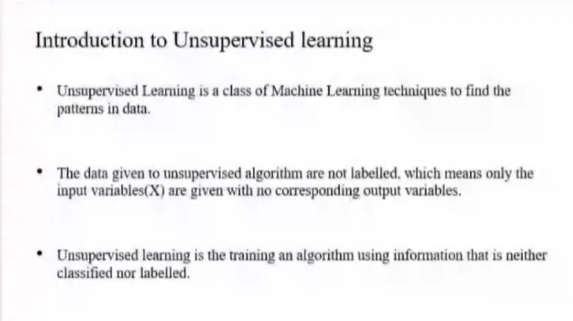 Introduction to Unsupervised learning
• Unsupervised Learning is a class of Machine Learning techniques to find the
patterns in data.
• The data given to unsupervised algorithm are not labelled, which means only the
input variables(X) are given with no corresponding output variables.
• Unsupervised learning is the training an algorithm using information that is neither
classified nor labelled.